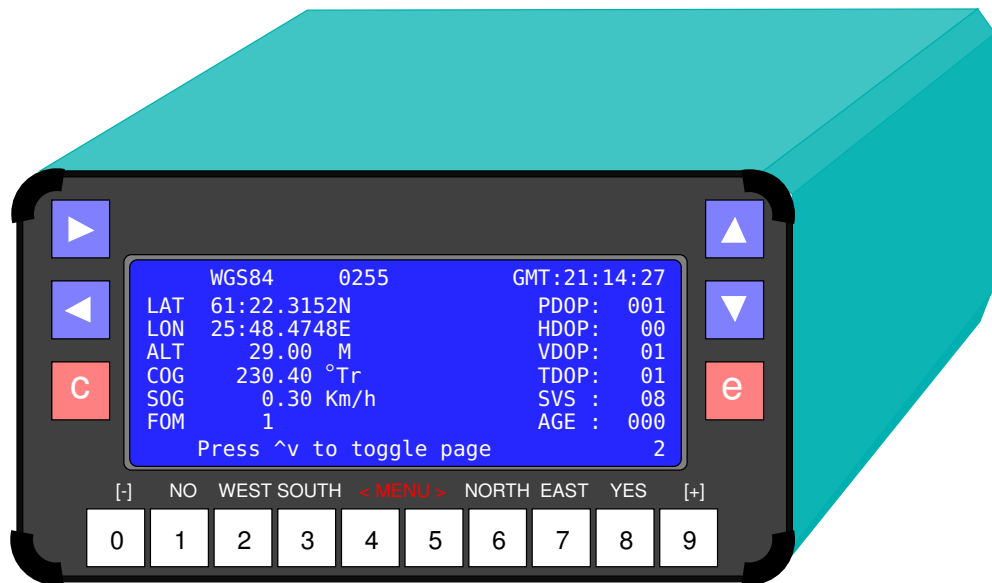 WGS84 0255 GMT:21:14:27
LAT 61:22.3152N PDOP: 001
LON 25:48.4748E HDOP: 00
ALT 29.00 M VDOP: 01
COG 230.40 °Tr TDOP: 01
SOG 0.30 Km/h SVS : 08
FOM 1 AGE : 000
Press ^v to toggle page 2
c e
[-] NO WEST SOUTH < MENU > NORTH EAST YES [+]
0 1 2 3 4 5 6 7 8 9